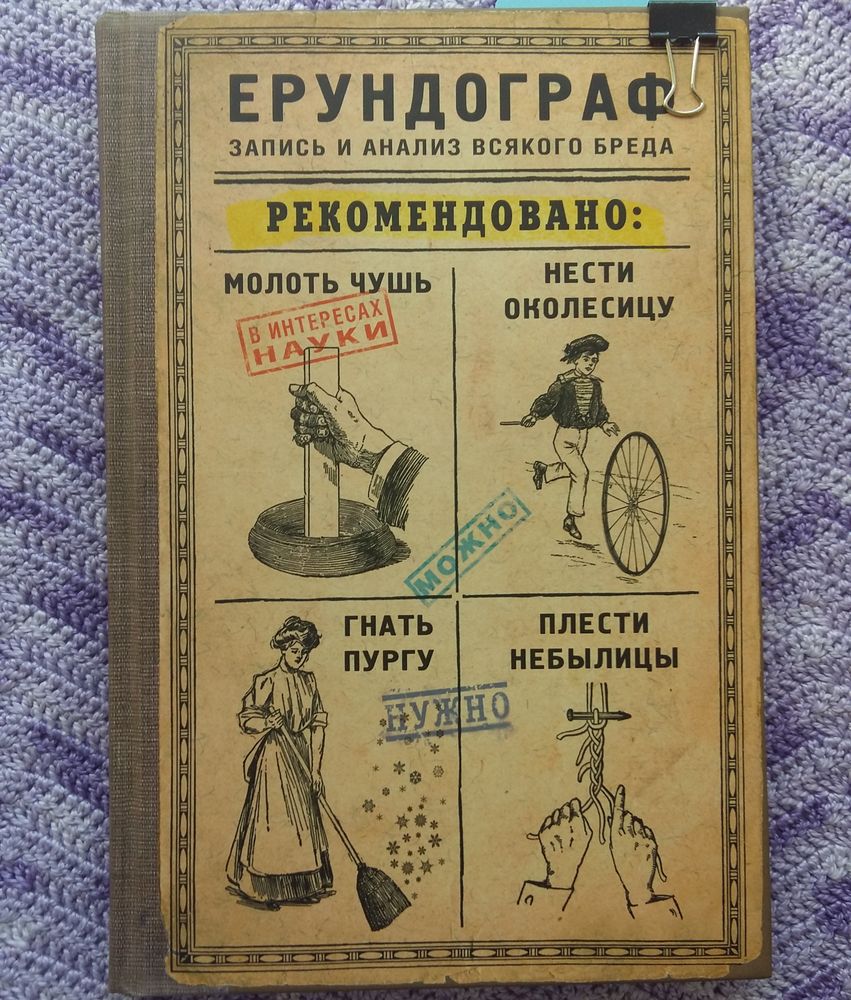 ЕРУНДОГРАФ
ЗАПИСЬ И АНАЛИЗ ВСЯКОГО БРЕДА
РЕКОМЕНДОВАНО:
МОЛОТЬ ЧУШЬ
В ИНТЕРЕСАХ
НАУКИ
НЕСТИ
ОКОЛЕСИЦУ
МОЖНО
ГНАТЬ
ПУРГУ
НУЖНО
ПЛЕСТИ
НЕБЫЛИЦЫ